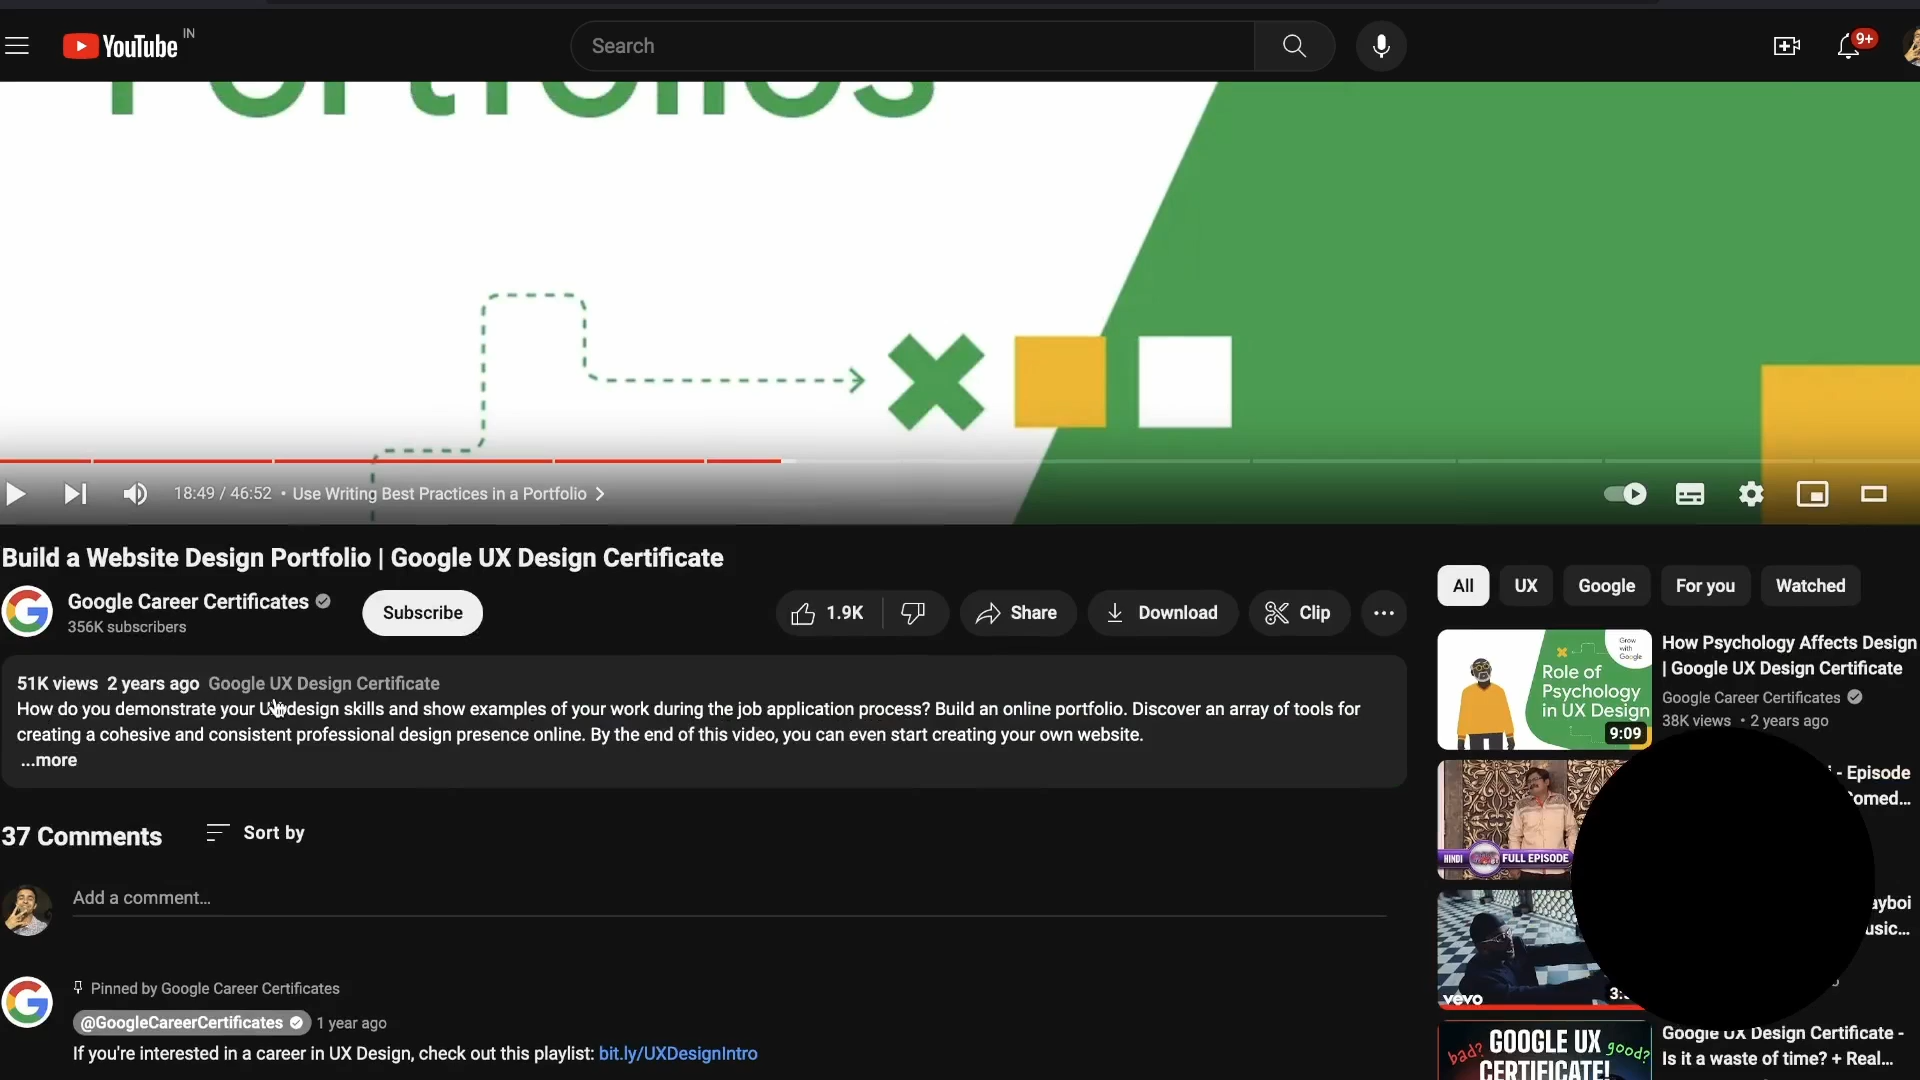 YouTube IN
Search
9+
Portfolios
18:49 / 46:52 • Use Writing Best Practices in a Portfolio
Build a Website Design Portfolio | Google UX Design Certificate
Google Career Certificates
356K subscribers
Subscribe
1.9K
Share
Download
Clip
51K views 2 years ago Google UX Design Certificate
How do you demonstrate your UX design skills and show examples of your work during the job application process? Build an online portfolio. Discover an array of tools for
creating a cohesive and consistent professional design presence online. By the end of this video, you can even start creating your own website.
...more
37 Comments
Sort by
Add a comment...
Pinned by Google Career Certificates
@GoogleCareerCertificates 1 year ago
If you're interested in a career in UX Design, check out this playlist: bit.ly/UXDesignIntro
All
UX
Google
For you
Watched
Grow
with
Google
Role of
Psychology
in UX Design
9:09
How Psychology Affects Design
| Google UX Design Certificate
Google Career Certificates
38K views • 2 years ago
HINDI
FULL EPISODE
- Episode
vevo
bad?
GOOGLE UX
good?
CERTIFICATE!
Google UX Design Certificate -
Is it a waste of time? + Real...